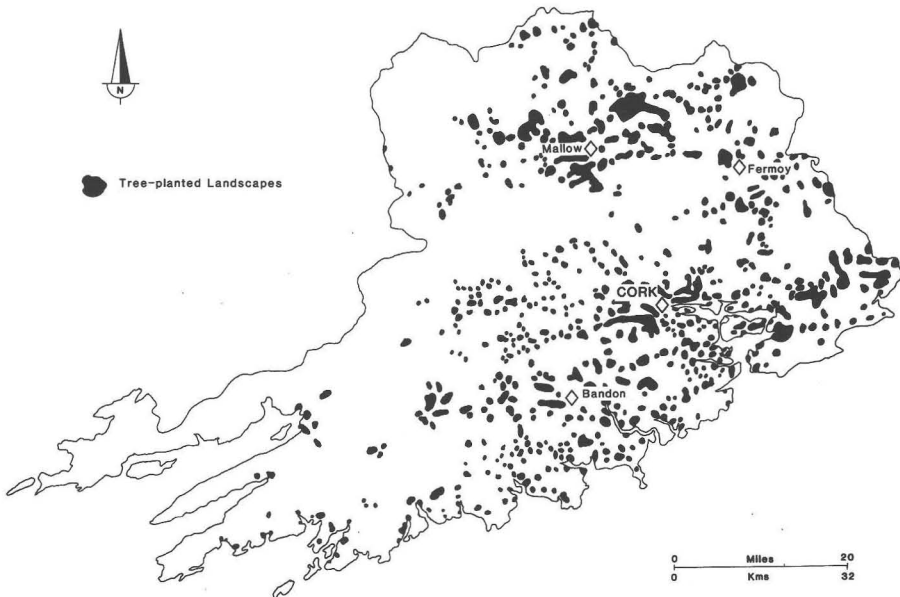 N
Mallow
Fermoy
Tree-planted Landscapes
CORK
Bandon
0 Miles 20
0 Kms 32